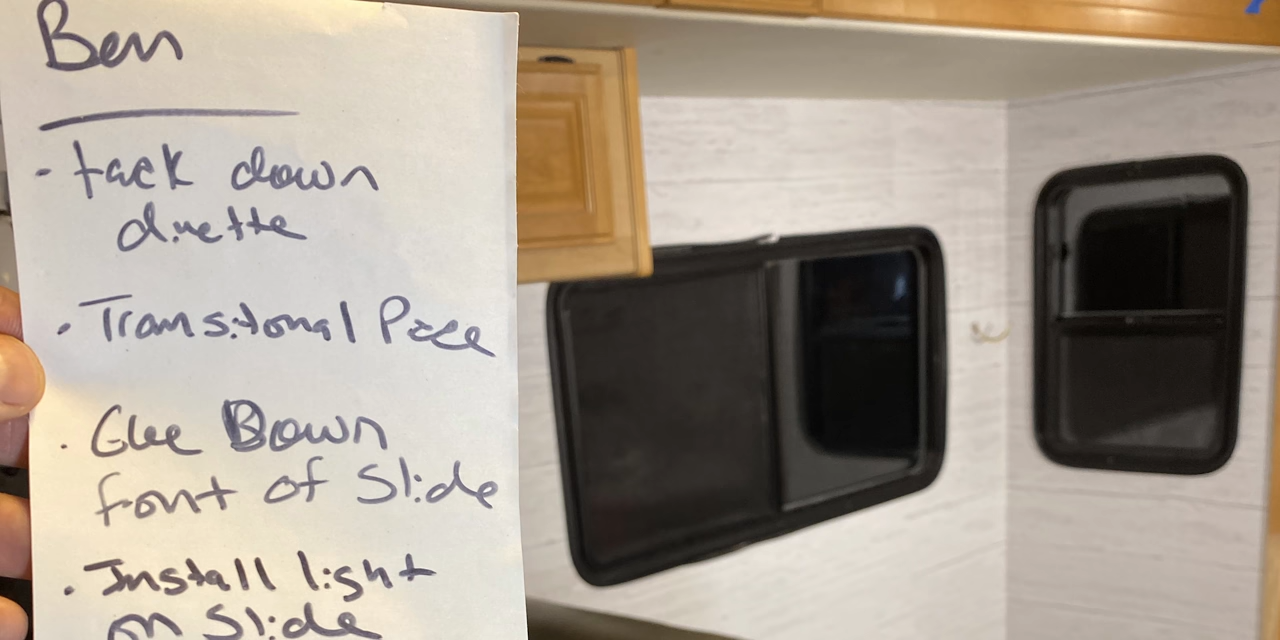 Ben
- tack down
dinette
. Transitonal Piece
. Glue Down
font of Slide
. Install light
on Slide